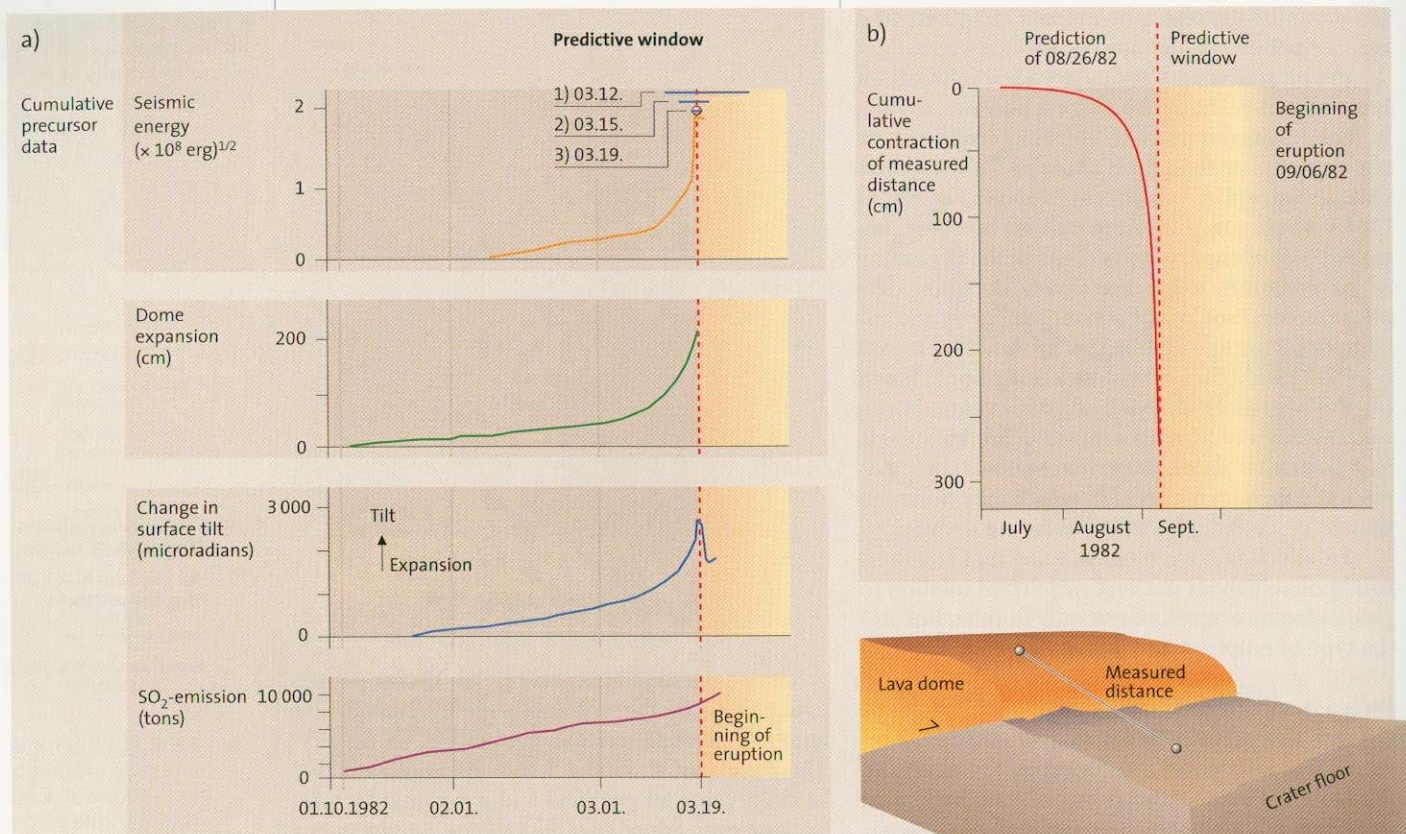 a)
Predictive window
Cumulative
precursor
data
Seismic
energy
(× 10⁸ erg)¹/²
2
1
0
1) 03.12.
2) 03.15.
3) 03.19.
Dome
expansion
(cm)
200
0
Change in
surface tilt
(microradians)
3 000
0
Tilt
Expansion
SO₂-emission
(tons)
10 000
0
Begin-
ning of
eruption
01.10.1982
02.01.
03.01.
03.19.
b)
Prediction
of 08/26/82
Predictive
window
Cumu-
lative
contraction
of measured
distance
(cm)
0
100
200
300
Beginning
of
eruption
09/06/82
July
August
Sept.
1982
Lava dome
Measured
distance
Crater floor